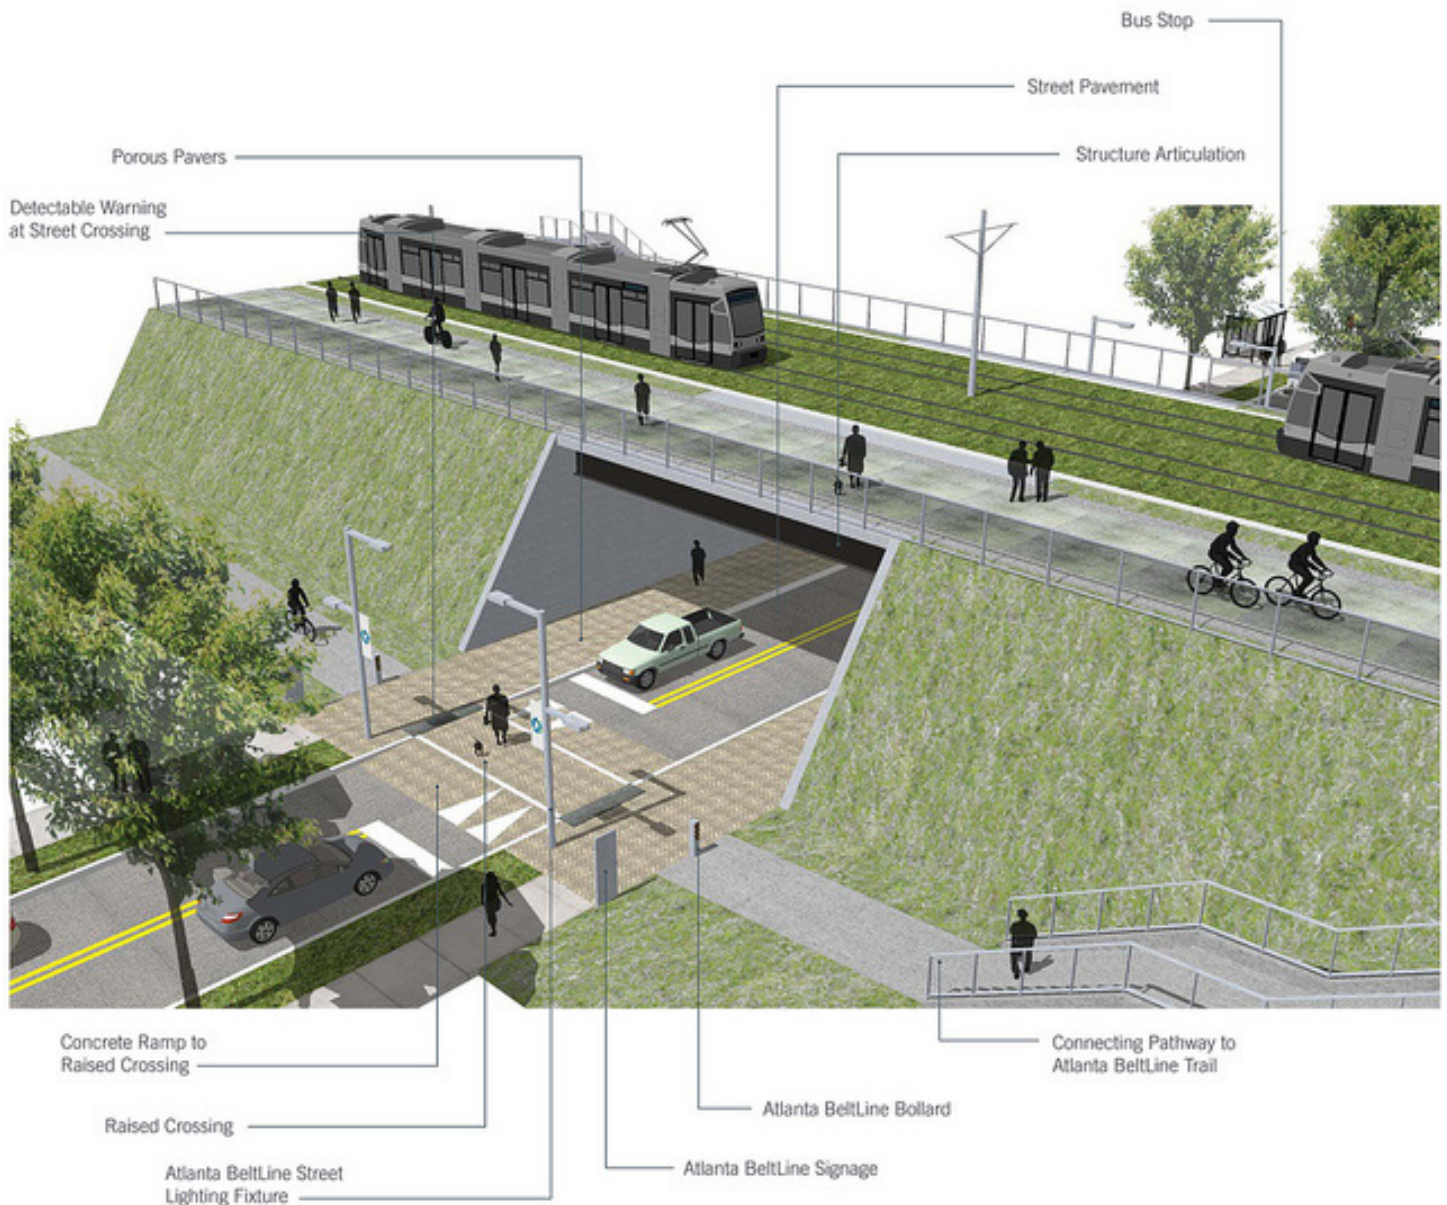 Bus Stop
Street Pavement
Structure Articulation
Porous Pavers
Detectable Warning
at Street Crossing
Concrete Ramp to
Raised Crossing
Connecting Pathway to
Atlanta BeltLine Trail
Atlanta BeltLine Bollard
Raised Crossing
Atlanta BeltLine Signage
Atlanta BeltLine Street
Lighting Fixture